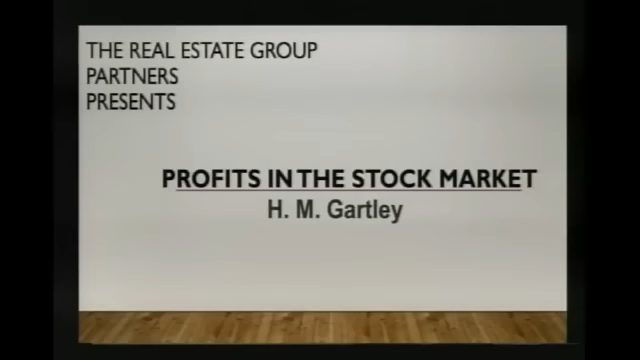 THE REAL ESTATE GROUP
PARTNERS
PRESENTS
PROFITS IN THE STOCK MARKET
H. M. Gartley